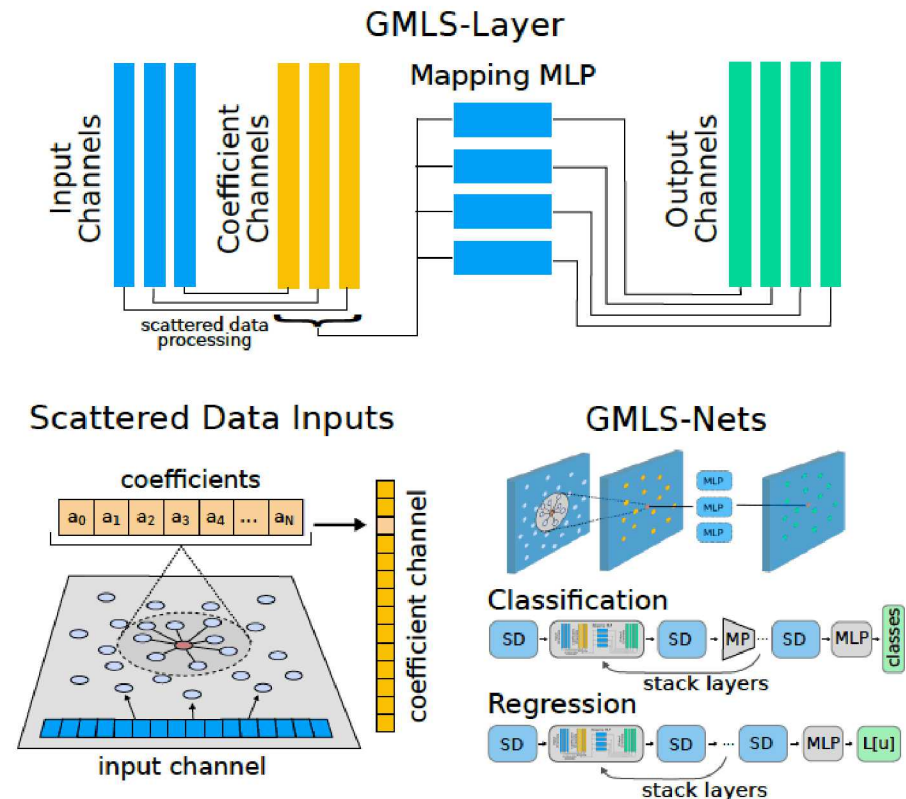 GMLS-Layer
Mapping MLP
Input
Channels
Coefficient
Channels
Output
Channels
scattered data
processing
Scattered Data Inputs
coefficients
a0 a1 a2 a3 a4 ... aN
coefficient channel
input channel
GMLS-Nets
MLP
MLP
MLP
Classification
SD SD MP ... SD MLP classes
stack layers
Regression
SD SD ... SD MLP L[u]
stack layers